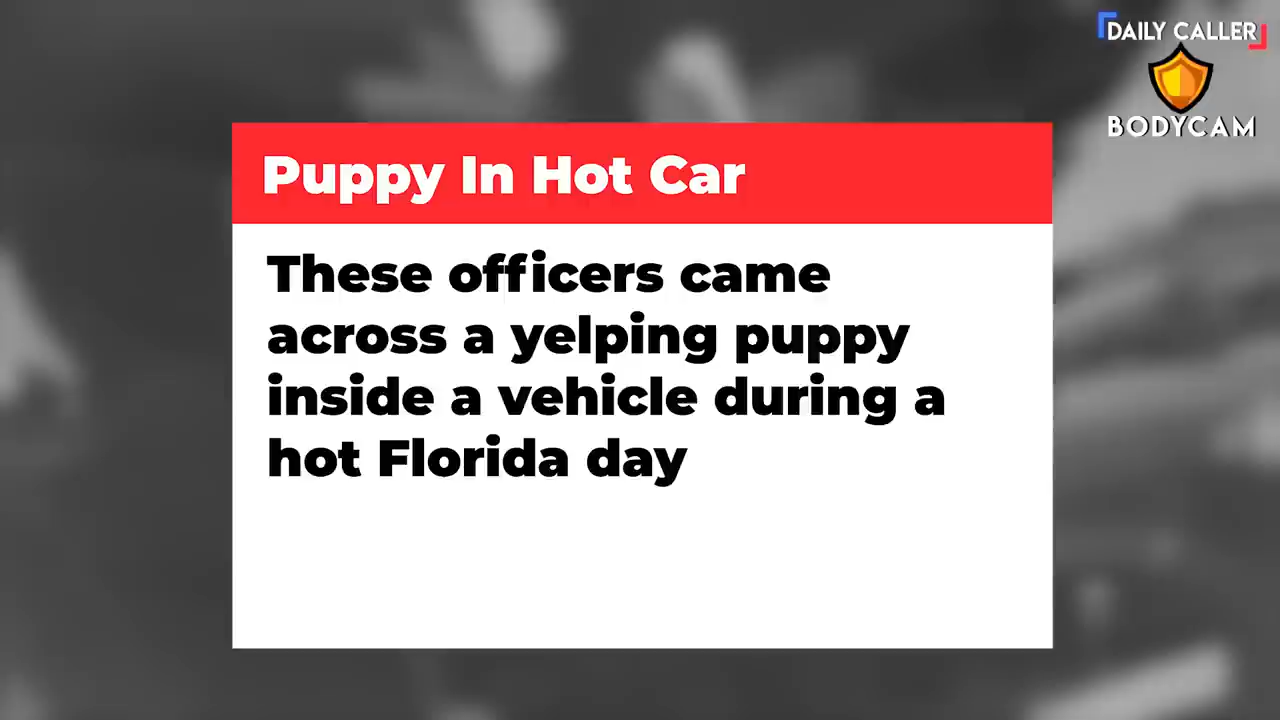 DAILY CALLER
BODYCAM
Puppy In Hot Car
These officers came
across a yelping puppy
inside a vehicle during a
hot Florida day